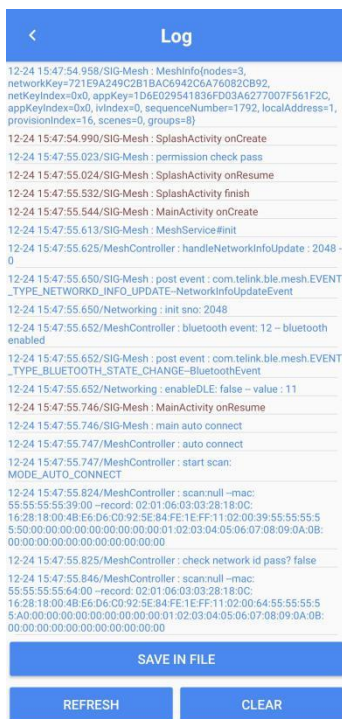 Log
12-24 15:47:54.958/SIG-Mesh : MeshInfo{nodes=3,
networkKey=721E9A249C2B1BAC6942C6A76082CB92,
netKeyIndex=0x0, appKey=1D6E029541836FD03A6277007F561F2C,
appKeyIndex=0x0, ivIndex=0, sequenceNumber=1792, localAddress=1,
provisionIndex=16, scenes=0, groups=8}
12-24 15:47:54.990/SIG-Mesh : SplashActivity onCreate
12-24 15:47:55.023/SIG-Mesh : permission check pass
12-24 15:47:55.024/SIG-Mesh : SplashActivity onResume
12-24 15:47:55.532/SIG-Mesh : SplashActivity finish
12-24 15:47:55.544/SIG-Mesh : MainActivity onCreate
12-24 15:47:55.613/SIG-Mesh : MeshService#init
12-24 15:47:55.625/MeshController : handleNetworkInfoUpdate : 2048 --
0
12-24 15:47:55.650/SIG-Mesh : post event : com.telink.ble.mesh.EVENT
_TYPE_NETWORKD_INFO_UPDATE--NetworkInfoUpdateEvent
12-24 15:47:55.650/Networking : init sno: 2048
12-24 15:47:55.652/MeshController : bluetooth event: 12 -- bluetooth
enabled
12-24 15:47:55.652/SIG-Mesh : post event : com.telink.ble.mesh.EVENT
_TYPE_BLUETOOTH_STATE_CHANGE--BluetoothEvent
12-24 15:47:55.652/Networking : enableDLE: false -- value : 11
12-24 15:47:55.746/SIG-Mesh : MainActivity onResume
12-24 15:47:55.746/SIG-Mesh : main auto connect
12-24 15:47:55.747/MeshController : auto connect
12-24 15:47:55.747/MeshController : start scan:
MODE_AUTO_CONNECT
12-24 15:47:55.824/MeshController : scan:null --mac:
55:55:55:55:39:00 --record: 02:01:06:03:03:28:18:0C:
16:28:18:00:4B:E6:D6:C0:92:5E:84:FE:1E:FF:11:02:00:39:55:55:55:5
5:50:00:00:00:00:00:00:00:00:00:01:02:03:04:05:06:07:08:09:0A:0B:
00:00:00:00:00:00:00:00:00:00:00
12-24 15:47:55.825/MeshController : check network id pass? false
12-24 15:47:55.846/MeshController : scan:null --mac:
55:55:55:55:64:00 --record: 02:01:06:03:03:28:18:0C:
16:28:18:00:4B:E6:D6:C0:92:5E:84:FE:1E:FF:11:02:00:64:55:55:55:5
5:A0:00:00:00:00:00:00:00:00:00:01:02:03:04:05:06:07:08:09:0A:0B:
00:00:00:00:00:00:00:00:00:00:00
SAVE IN FILE
REFRESH CLEAR